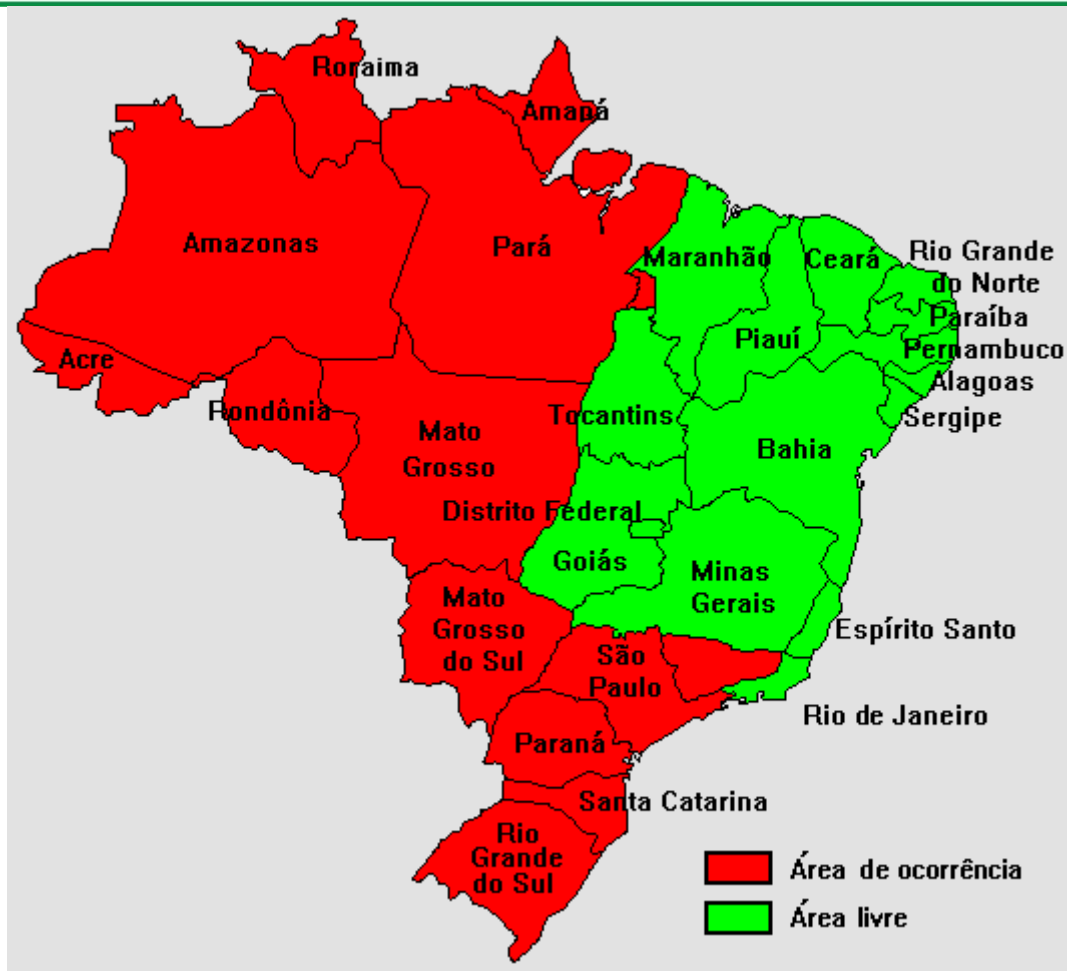 Roraima
Amapá
Amazonas
Pará
Maranhão
Ceará
Rio Grande
do Norte
Paraíba
Piauí
Pernambuco
Acre
Alagoas
Rondônia
Tocantins
Sergipe
Mato
Grosso
Bahia
Distrito Federal
Goiás
Minas
Gerais
Mato
Grosso
do Sul
Espírito Santo
São
Paulo
Rio de Janeiro
Paraná
Santa Catarina
Rio
Grande
do Sul
Área de ocorrência
Área livre